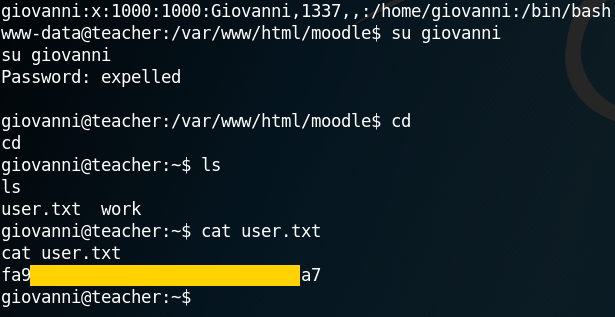 giovanni:x:1000:1000:Giovanni,1337,,:/home/giovanni:/bin/bash
www-data@teacher:/var/www/html/moodle$ su giovanni
su giovanni
Password: expelled
giovanni@teacher:/var/www/html/moodle$ cd
cd
giovanni@teacher:~$ ls
ls
user.txt  work
giovanni@teacher:~$ cat user.txt
cat user.txt
fa9 a7
giovanni@teacher:~$